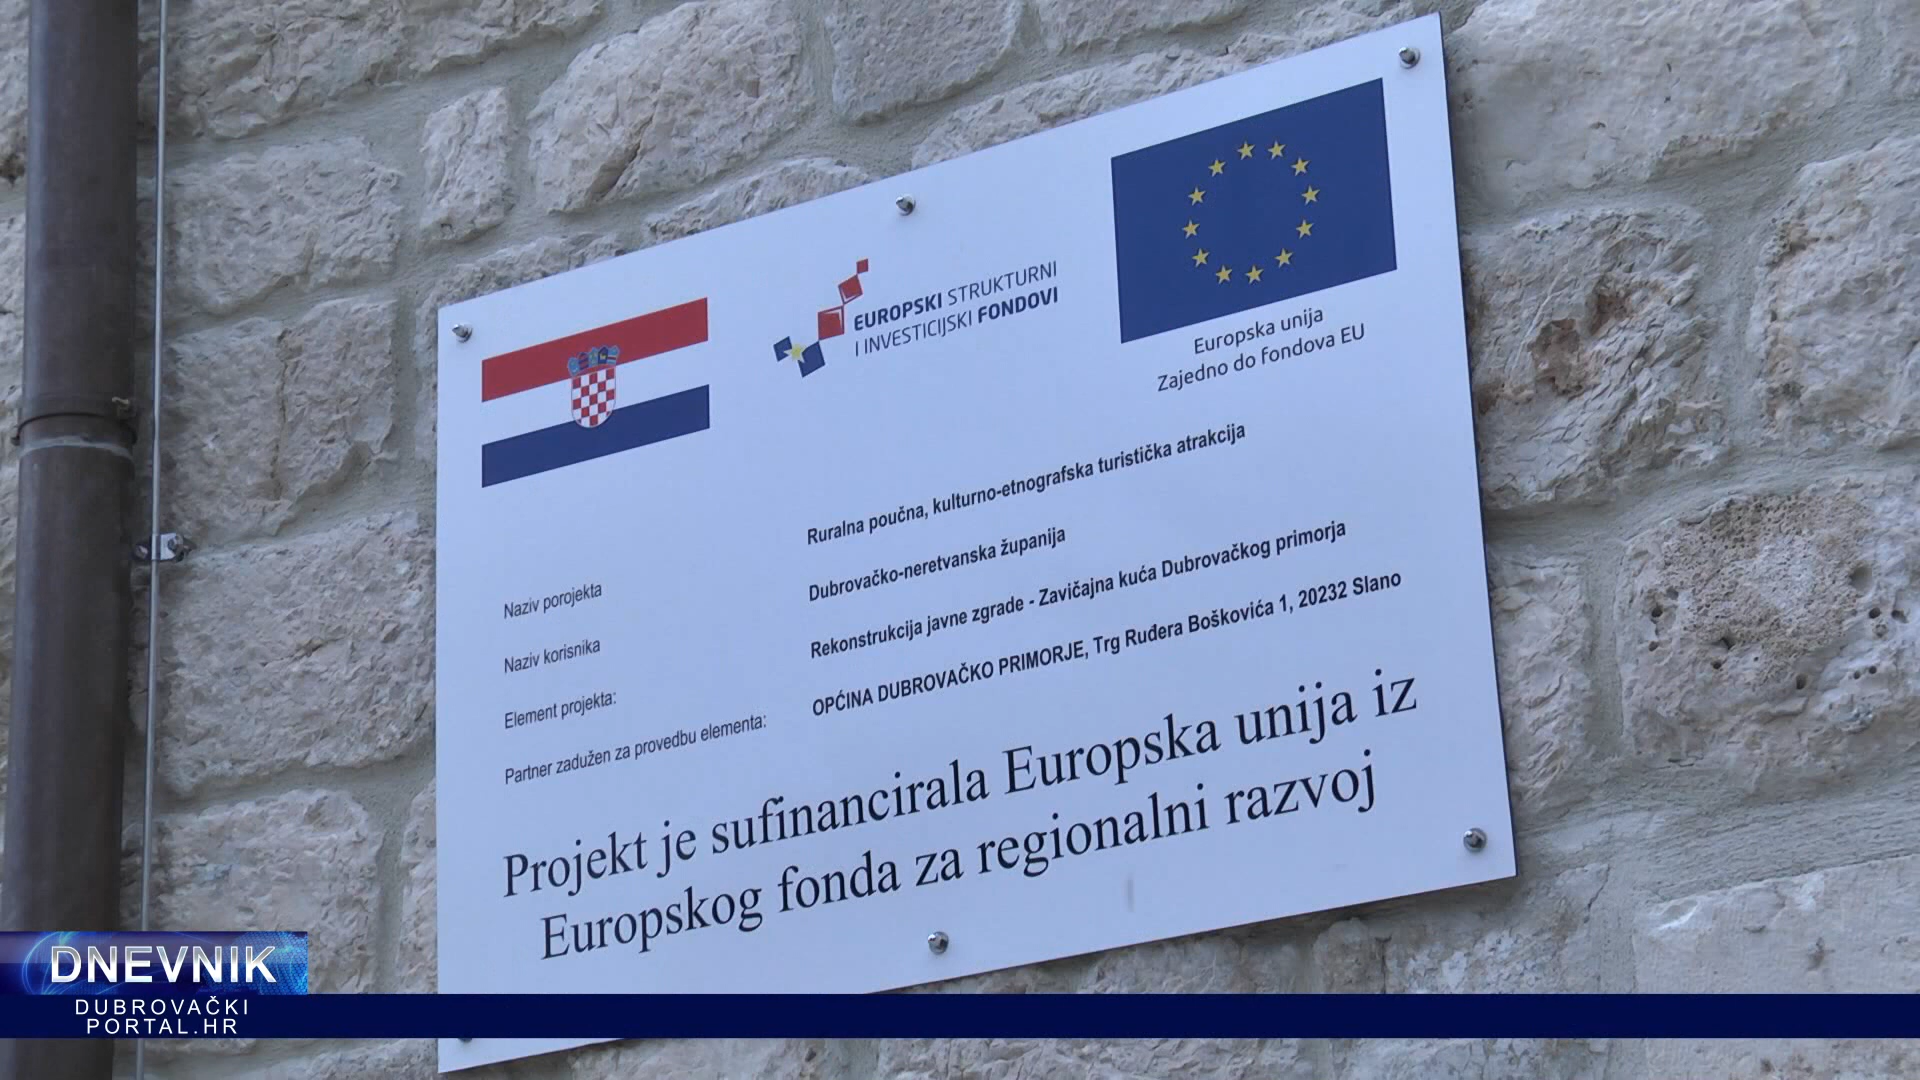 EUROPSKI STRUKTURNI
I INVESTICIJSKI FONDOVI
Europska unija
Zajedno do fondova EU
Naziv porojekta
Ruralna poučna, kulturno-etnografska turistička atrakcija
Naziv korisnika
Dubrovačko-neretvanska županija
Element projekta:
Rekonstrukcija javne zgrade - Zavičajna kuća Dubrovačkog primorja
Partner zadužen za provedbu elementa:
OPĆINA DUBROVAČKO PRIMORJE, Trg Ruđera Boškovića 1, 20232 Slano
Projekt je sufinancirala Europska unija iz
Europskog fonda za regionalni razvoj
DNEVNIK
DUBROVAČKI
PORTAL.HR